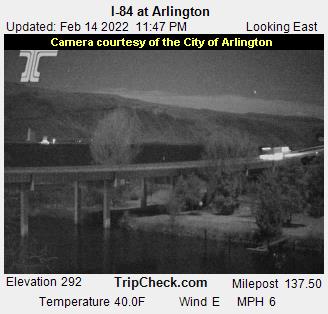 I-84 at Arlington
Updated: Feb 14 2022 11:47 PM Looking East
Camera courtesy of the City of Arlington
Elevation 292 TripCheck.com Milepost 137.50
Temperature 40.0F Wind E MPH 6